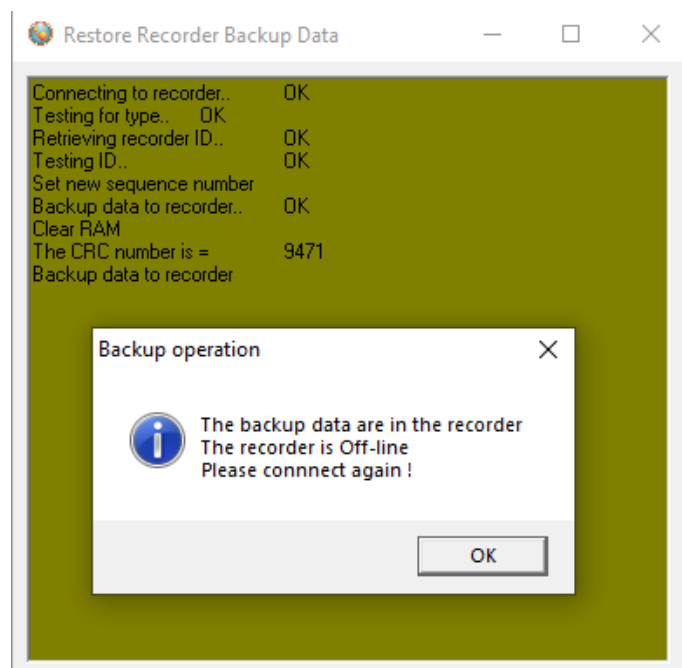 Restore Recorder Backup Data
Connecting to recorder.. OK
Testing for type.. OK
Retrieving recorder ID.. OK
Testing ID.. OK
Set new sequence number
Backup data to recorder.. OK
Clear RAM
The CRC number is = 9471
Backup data to recorder
Backup operation
The backup data are in the recorder
The recorder is Off-line
Please connnect again !
OK